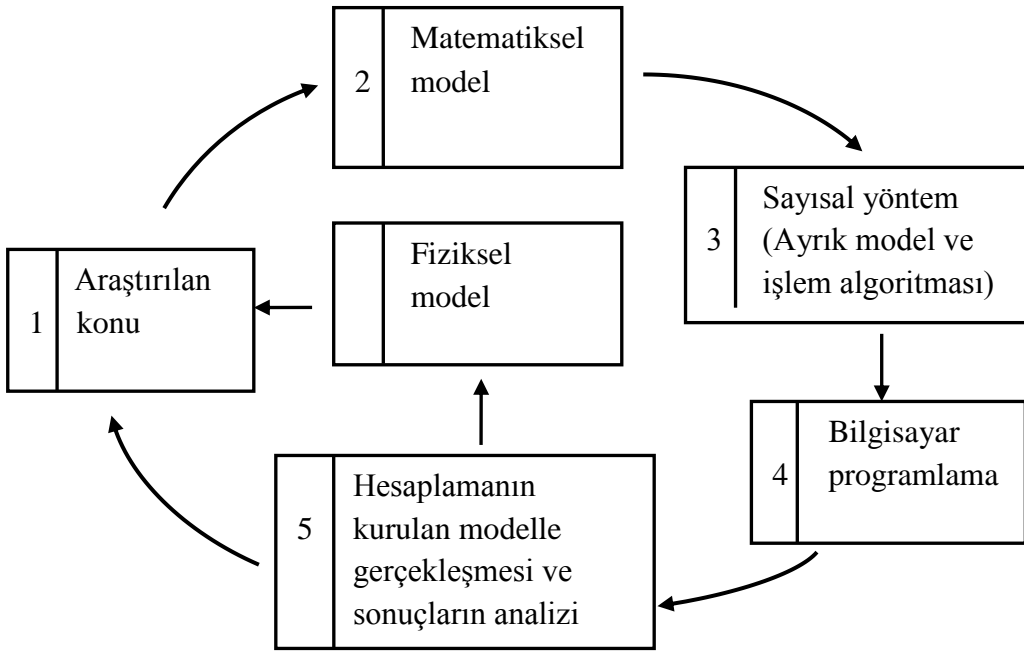 1
Araştırılan
konu
2
Matematiksel
model
3
Sayısal yöntem
(Ayrık model ve
işlem algoritması)
4
Bilgisayar
programlama
5
Hesaplamanın
kurulan modelle
gerçekleşmesi ve
sonuçların analizi
Fiziksel
model